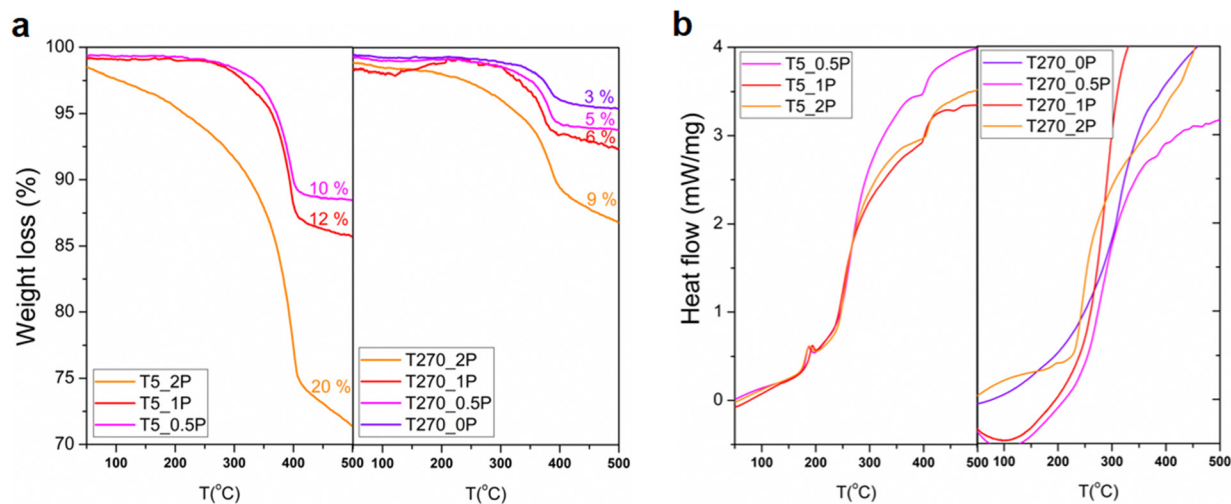 a
100
95
90
85
80
75
70
Weight loss (%)
10 %
12 %
20 %
T5_2P
T5_1P
T5_0.5P
3 %
5 %
6 %
9 %
T270_2P
T270_1P
T270_0.5P
T270_0P
100 200 300 400 500 100 200 300 400 500
T(°C) T(°C)
b
4
3
2
1
0
Heat flow (mW/mg)
T5_0.5P
T5_1P
T5_2P
T270_0P
T270_0.5P
T270_1P
T270_2P
100 200 300 400 500 100 200 300 400 500
T(°C) T(°C)